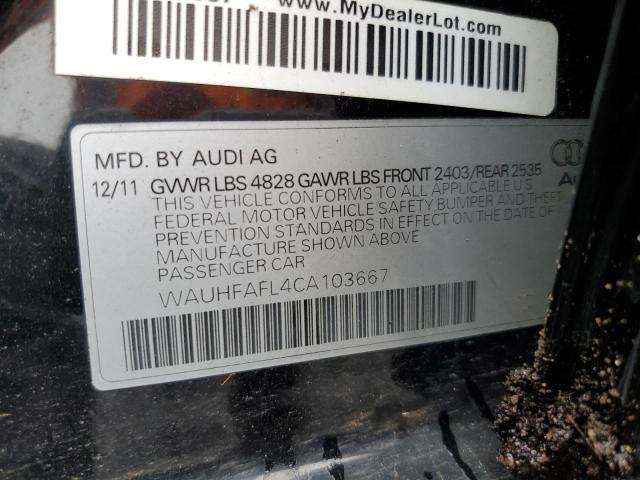 www.MyDealerLot.com
MFD. BY AUDI AG
12/11 GVWR LBS 4828 GAWR LBS FRONT 2403/REAR 2535
THIS VEHICLE CONFORMS TO ALL APPLICABLE U.S.
FEDERAL MOTOR VEHICLE SAFETY BUMPER AND THEFT
PREVENTION STANDARDS IN EFFECT ON THE DATE OF
MANUFACTURE SHOWN ABOVE
PASSENGER CAR
WAUHFAFL4CA103667